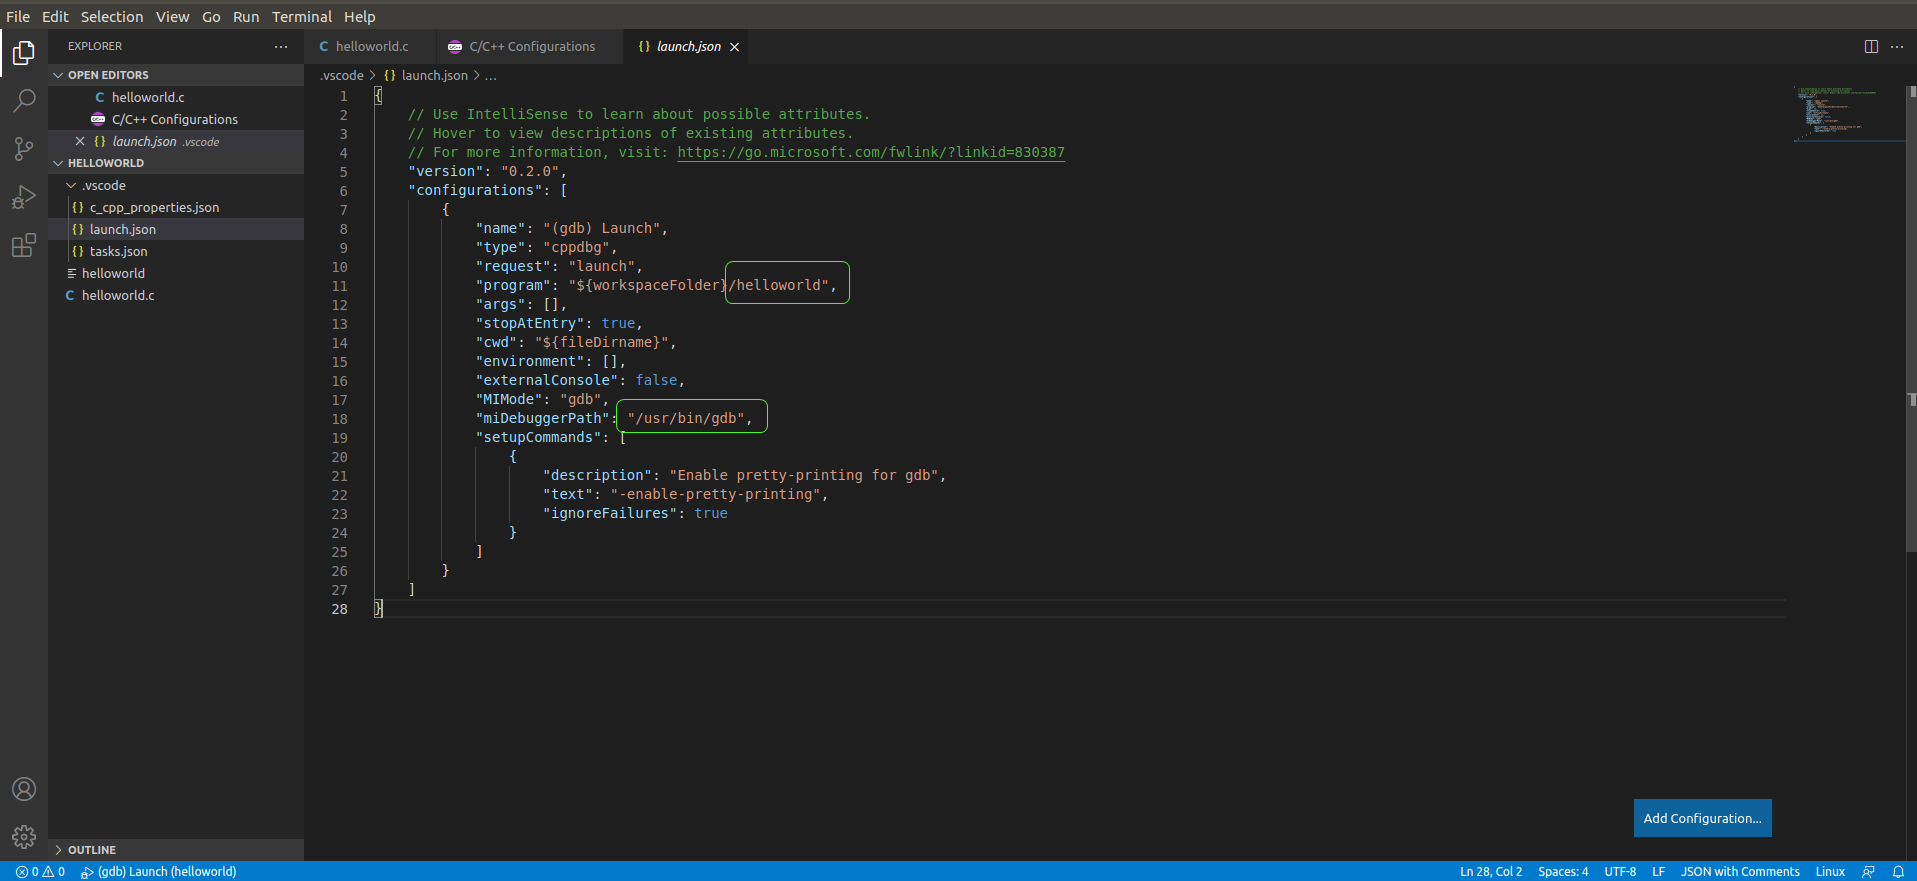 File Edit Selection View Go Run Terminal Help
EXPLORER
OPEN EDITORS
C helloworld.c
C/C++ Configurations
{} launch.json .vscode
HELLOWORLD
.vscode
{} c_cpp_properties.json
{} launch.json
{} tasks.json
helloworld
C helloworld.c
OUTLINE
C helloworld.c C/C++ Configurations {} launch.json
.vscode > {} launch.json > ...
1 {
2 // Use IntelliSense to learn about possible attributes.
3 // Hover to view descriptions of existing attributes.
4 // For more information, visit: https://go.microsoft.com/fwlink/?linkid=830387
5 "version": "0.2.0",
6 "configurations": [
7 {
8 "name": "(gdb) Launch",
9 "type": "cppdbg",
10 "request": "launch",
11 "program": "${workspaceFolder}/helloworld",
12 "args": [],
13 "stopAtEntry": true,
14 "cwd": "${fileDirname}",
15 "environment": [],
16 "externalConsole": false,
17 "MIMode": "gdb",
18 "miDebuggerPath": "/usr/bin/gdb",
19 "setupCommands": [
20 {
21 "description": "Enable pretty-printing for gdb",
22 "text": "-enable-pretty-printing",
23 "ignoreFailures": true
24 }
25 ]
26 }
27 ]
28 }
Add Configuration...
0 0 (gdb) Launch (helloworld) Ln 28, Col 2 Spaces: 4 UTF-8 LF JSON with Comments Linux